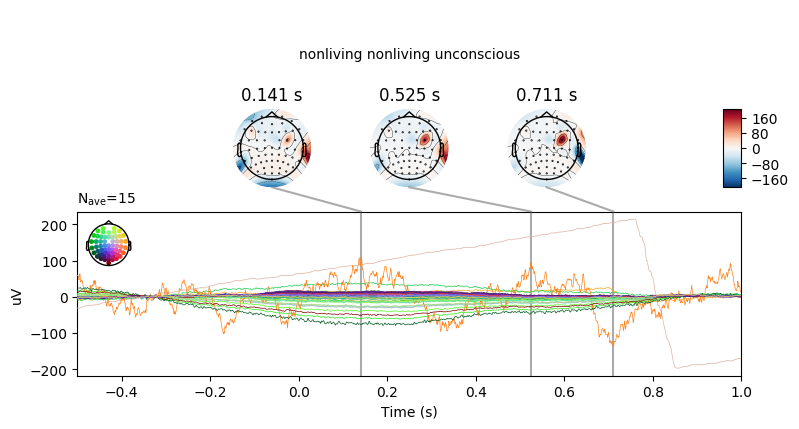 nonliving nonliving unconscious
0.141 s 0.525 s 0.711 s
160
80
0
−80
−160
Nave=15
200
100
0
−100
−200
uV
−0.4 −0.2 0.0 0.2 0.4 0.6 0.8 1.0
Time (s)